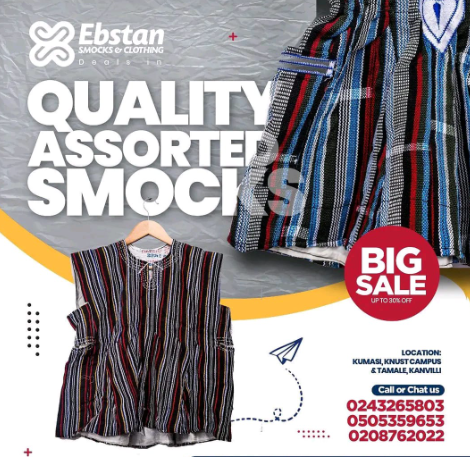 Ebstan
SMOCKS & CLOTHING
Deals in
QUALITY
ASSORTED
SMOCKS
BIG
SALE
UP TO 30% OFF
LOCATION:
KUMASI, KNUST CAMPUS
& TAMALE, KANVILLI
Call or Chat us
0243265803
0505359653
0208762022